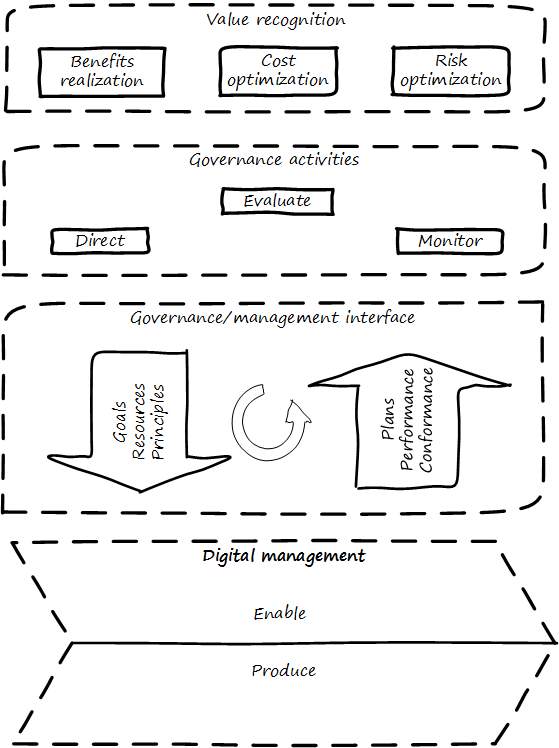 Value recognition
Benefits
realization
Cost
optimization
Risk
optimization
Governance activities
Evaluate
Direct
Monitor
Governance/management interface
Goals
Resources
Principles
Plans
Performance
Conformance
Digital management
Enable
Produce